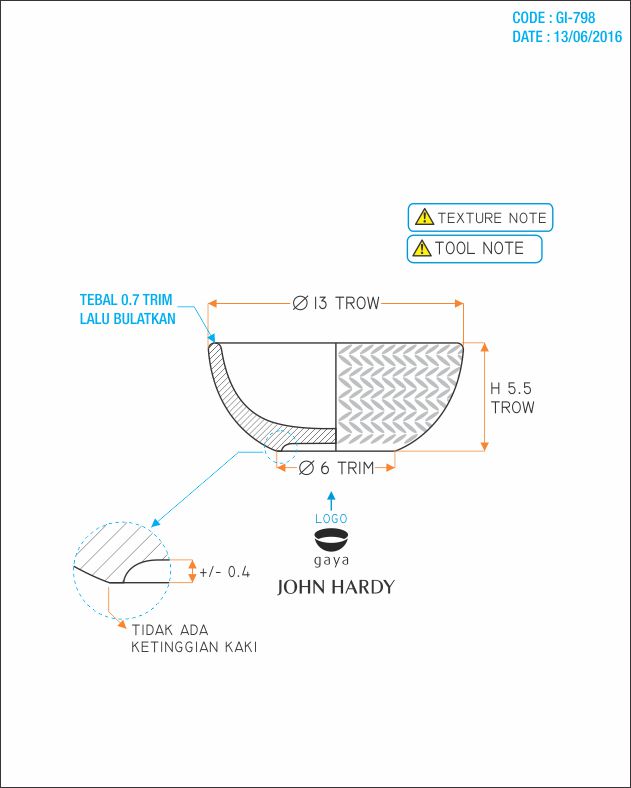 CODE : GI-798
DATE : 13/06/2016
TEXTURE NOTE
TOOL NOTE
TEBAL 0.7 TRIM
LALU BULATKAN
Ø 13 TROW
H 5.5
TROW
Ø 6 TRIM
LOGO
gaya
JOHN HARDY
+/- 0.4
TIDAK ADA
KETINGGIAN KAKI